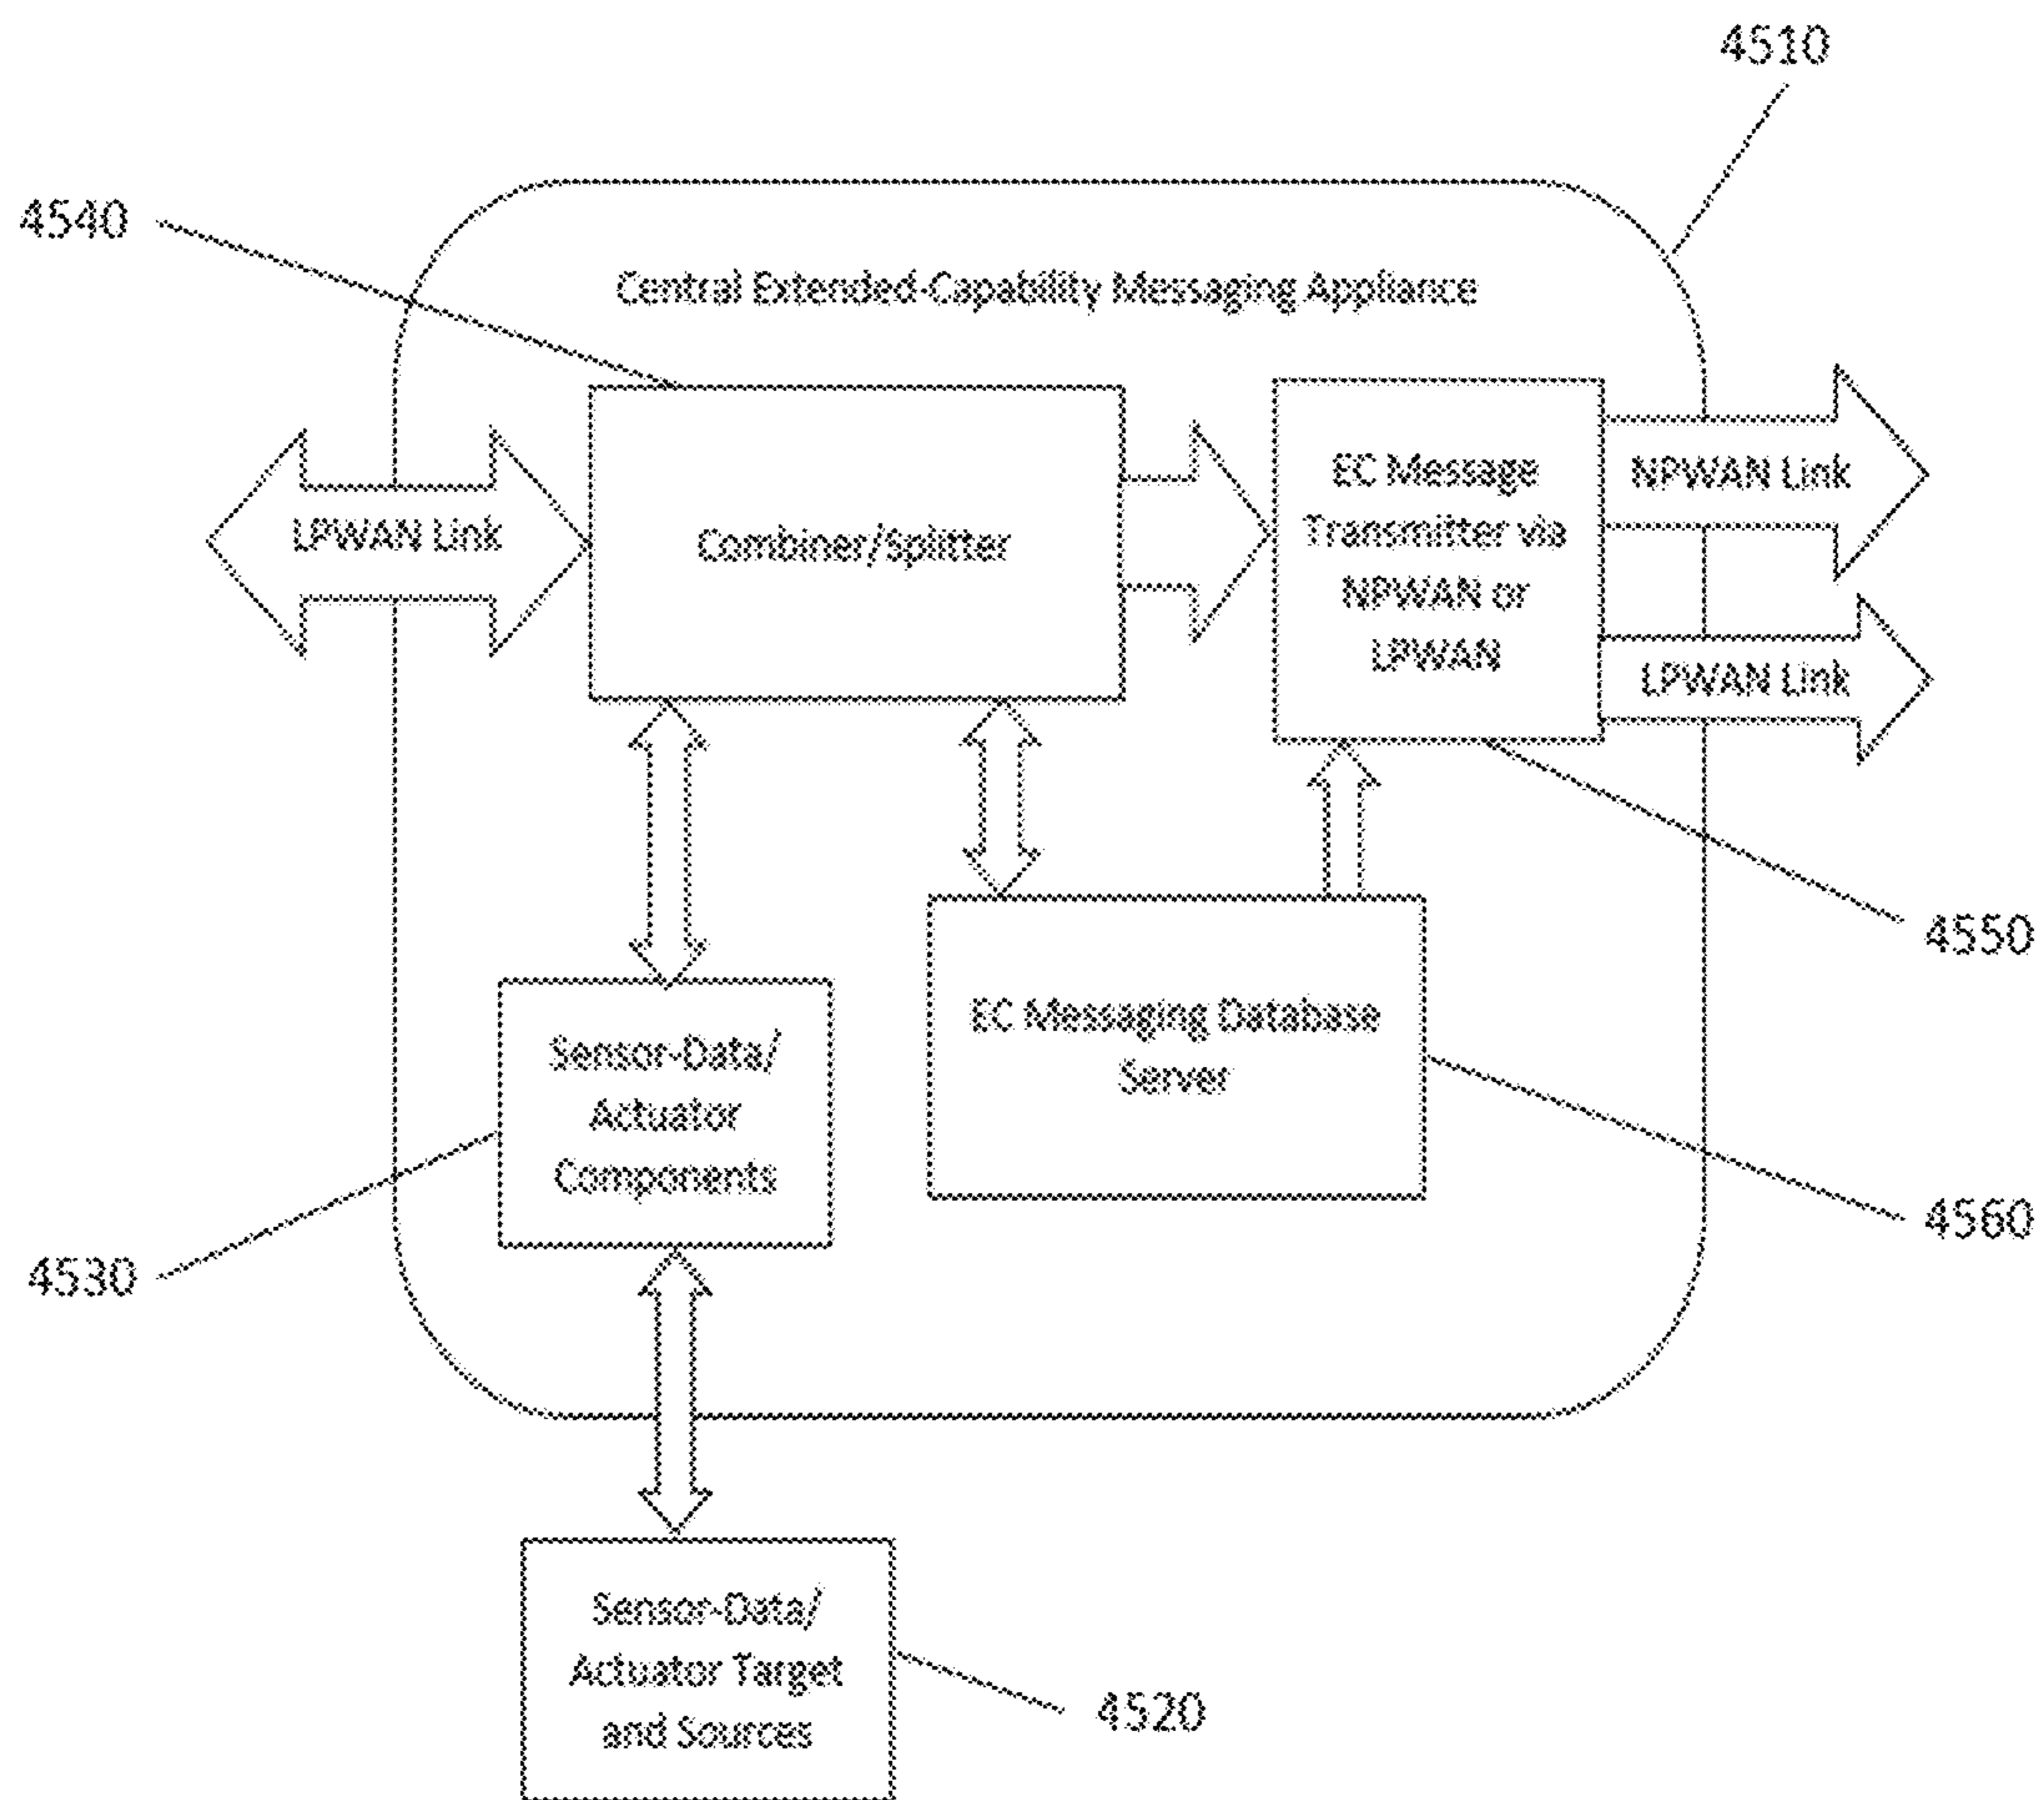 4510
4540
Central Extended-Capability Messaging Appliance
LPWAN Link
Combiner/Splitter
EC Message
Transmitter via
NPWAN or
LPWAN
NPWAN Link
LPWAN Link
4550
Sensor-Data/
Actuator
Components
EC Messaging Database
Server
4560
4530
Sensor-Data/
Actuator Target
and Sources
4520